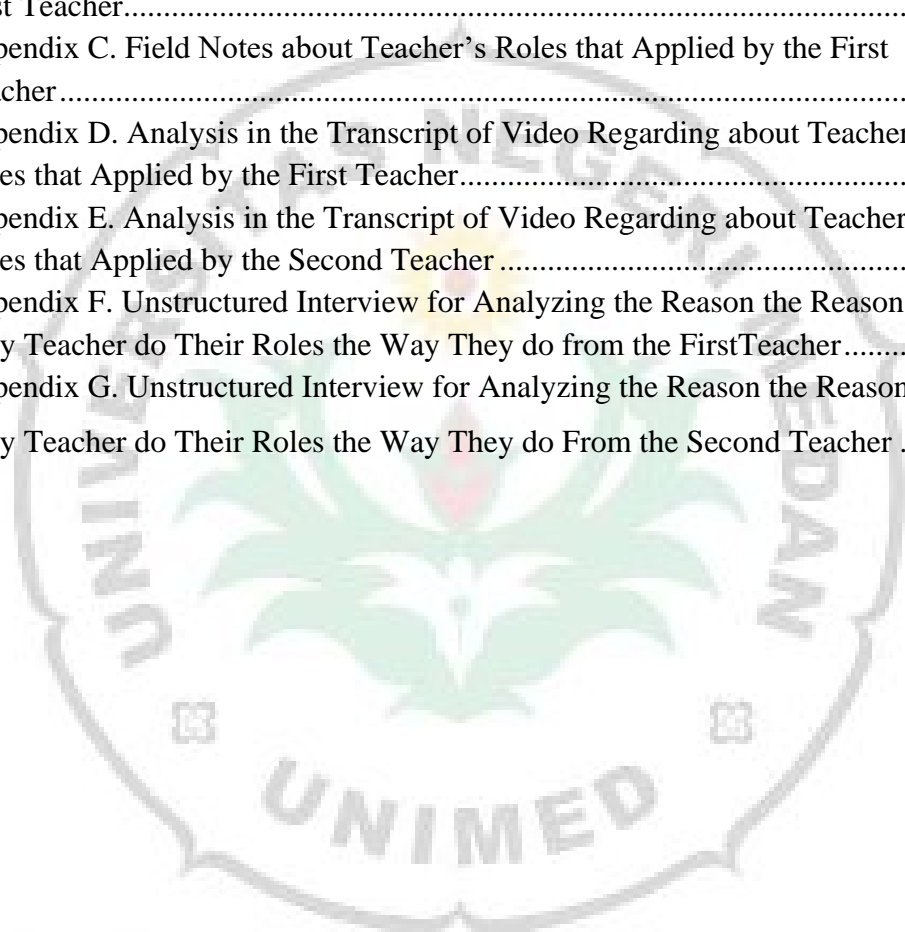 st Teacher..........................................................................................
pendix C. Field Notes about Teacher's Roles that Applied by the First
acher..................................................................................................
pendix D. Analysis in the Transcript of Video Regarding about Teacher
es that Applied by the First Teacher...................................................
pendix E. Analysis in the Transcript of Video Regarding about Teacher
es that Applied by the Second Teacher ..............................................
pendix F. Unstructured Interview for Analyzing the Reason the Reason
y Teacher do Their Roles the Way They do from the FirstTeacher........
pendix G. Unstructured Interview for Analyzing the Reason the Reason
y Teacher do Their Roles the Way They do From the Second Teacher .
UNIVERSITAS NEGERI MEDAN
UNIMED